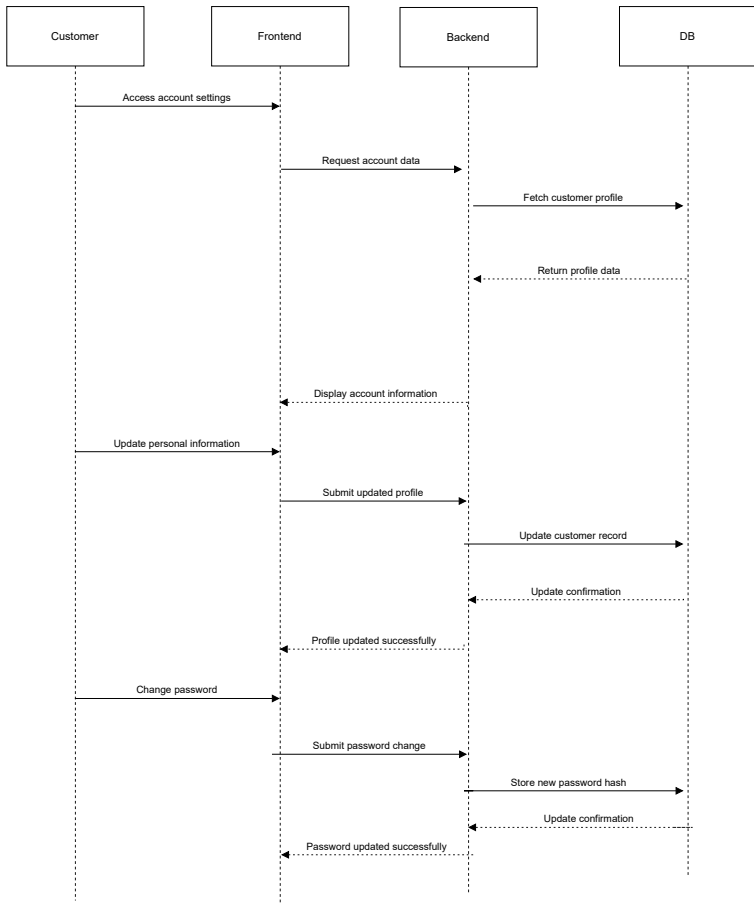 Customer
Frontend
Backend
DB
Access account settings
Request account data
Fetch customer profile
Return profile data
Display account information
Update personal information
Submit updated profile
Update customer record
Update confirmation
Profile updated successfully
Change password
Submit password change
Store new password hash
Update confirmation
Password updated successfully